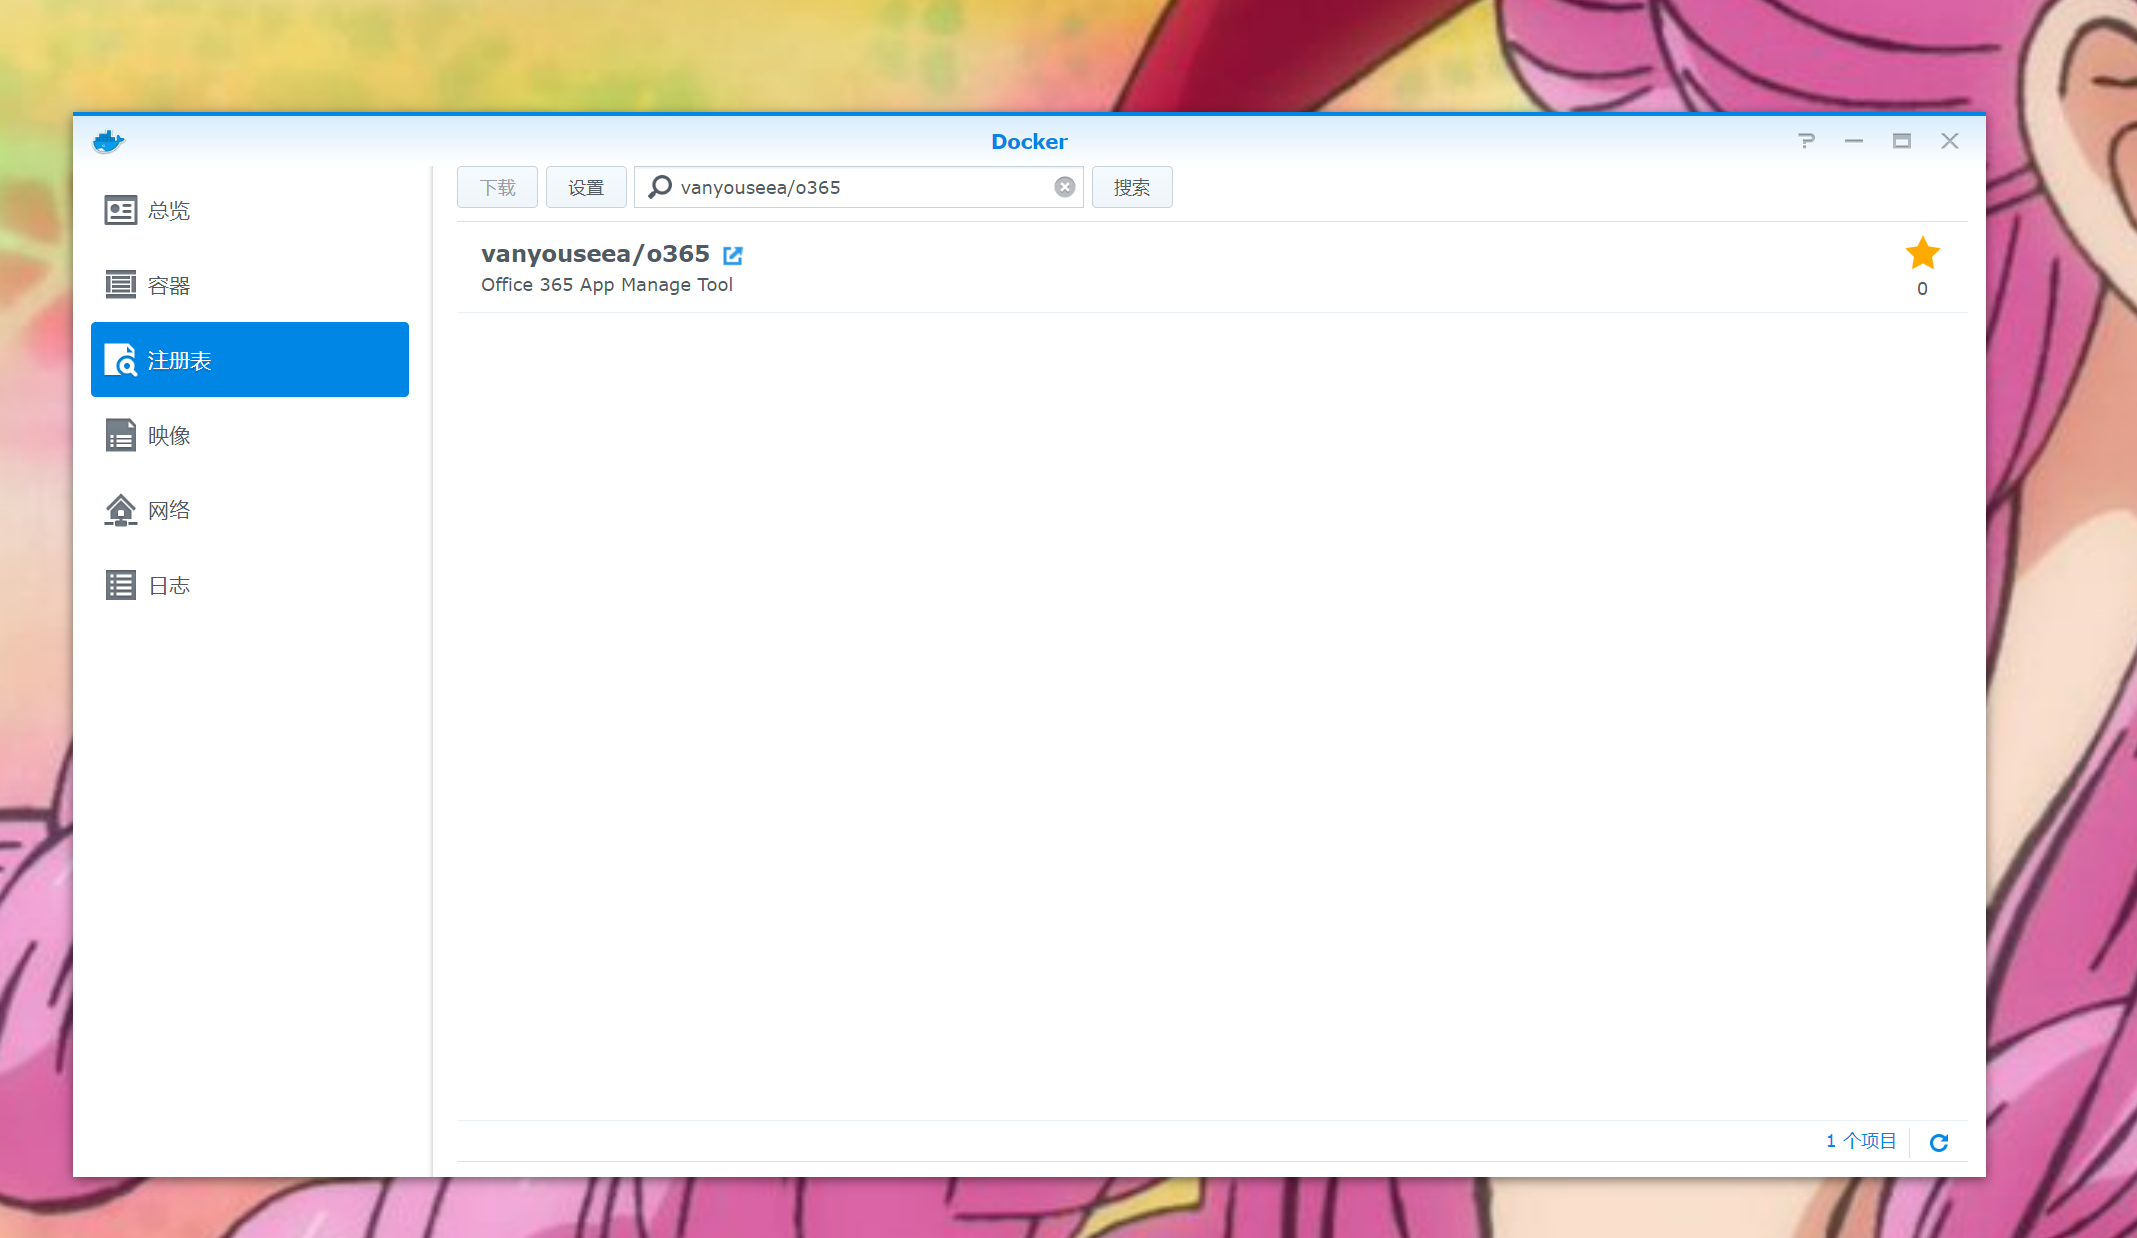 Docker
总览
容器
注册表
映像
网络
日志
下载 设置 vanyouseea/o365 搜索
vanyouseea/o365
Office 365 App Manage Tool
0
1 个项目